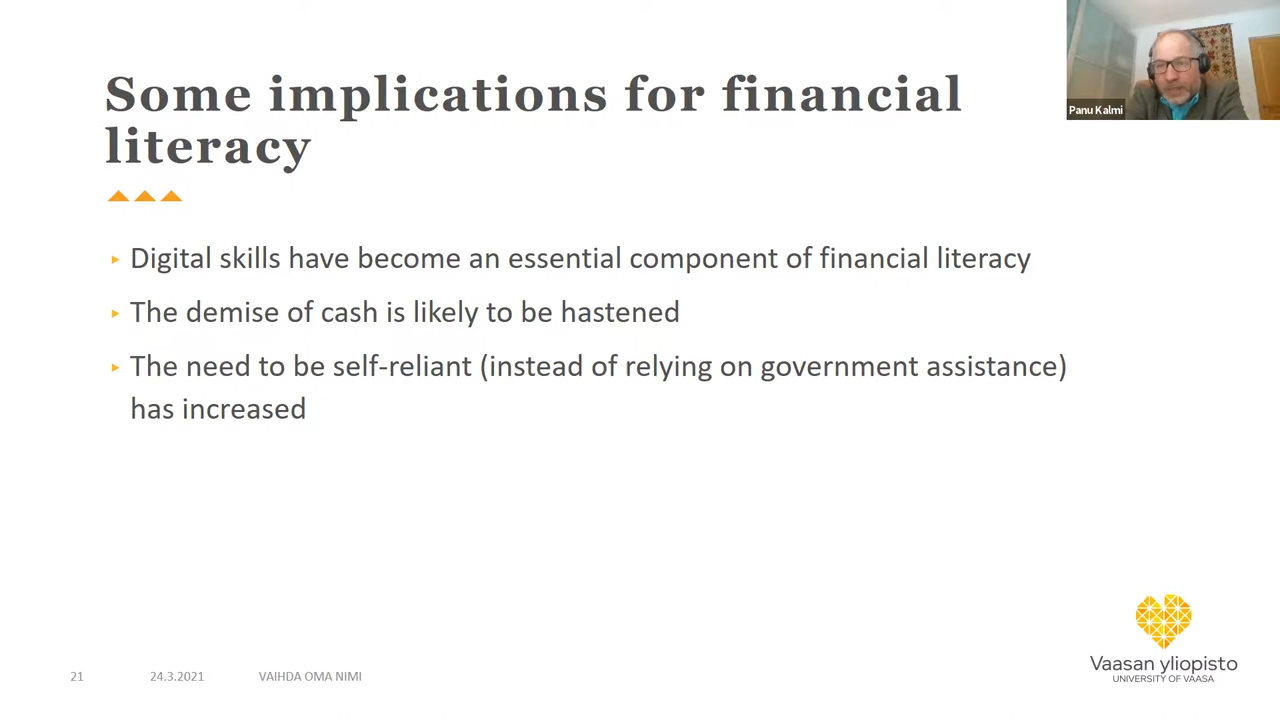 Some implications for financial
literacy
Panu Kalmi
▸ Digital skills have become an essential component of financial literacy
▸ The demise of cash is likely to be hastened
▸ The need to be self-reliant (instead of relying on government assistance)
has increased
21 24.3.2021 VAIHDA OMA NIMI
Vaasan yliopisto
UNIVERSITY OF VAASA